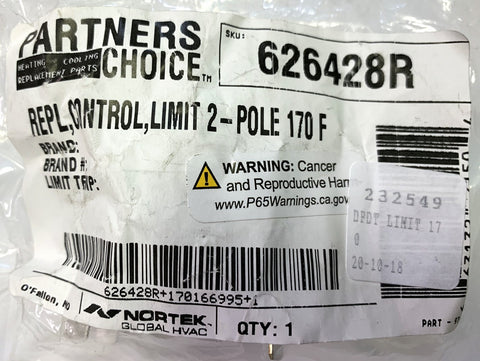 PARTNERS
HEATING COOLING
REPLACEMENT PARTS
CHOICE™
SKU:
626428R
REPL,CONTROL,LIMIT 2-POLE 170 F
BRAND:
BRAND #:
LIMIT TRIP:
WARNING: Cancer
and Reproductive Har
www.P65Warnings.ca.gov
232549
DPDT LIMIT 17
0
20-10-18
626428R+170166995+1
O'Fallon, MO
NORTEK
GLOBAL HVAC
QTY: 1
PART - F